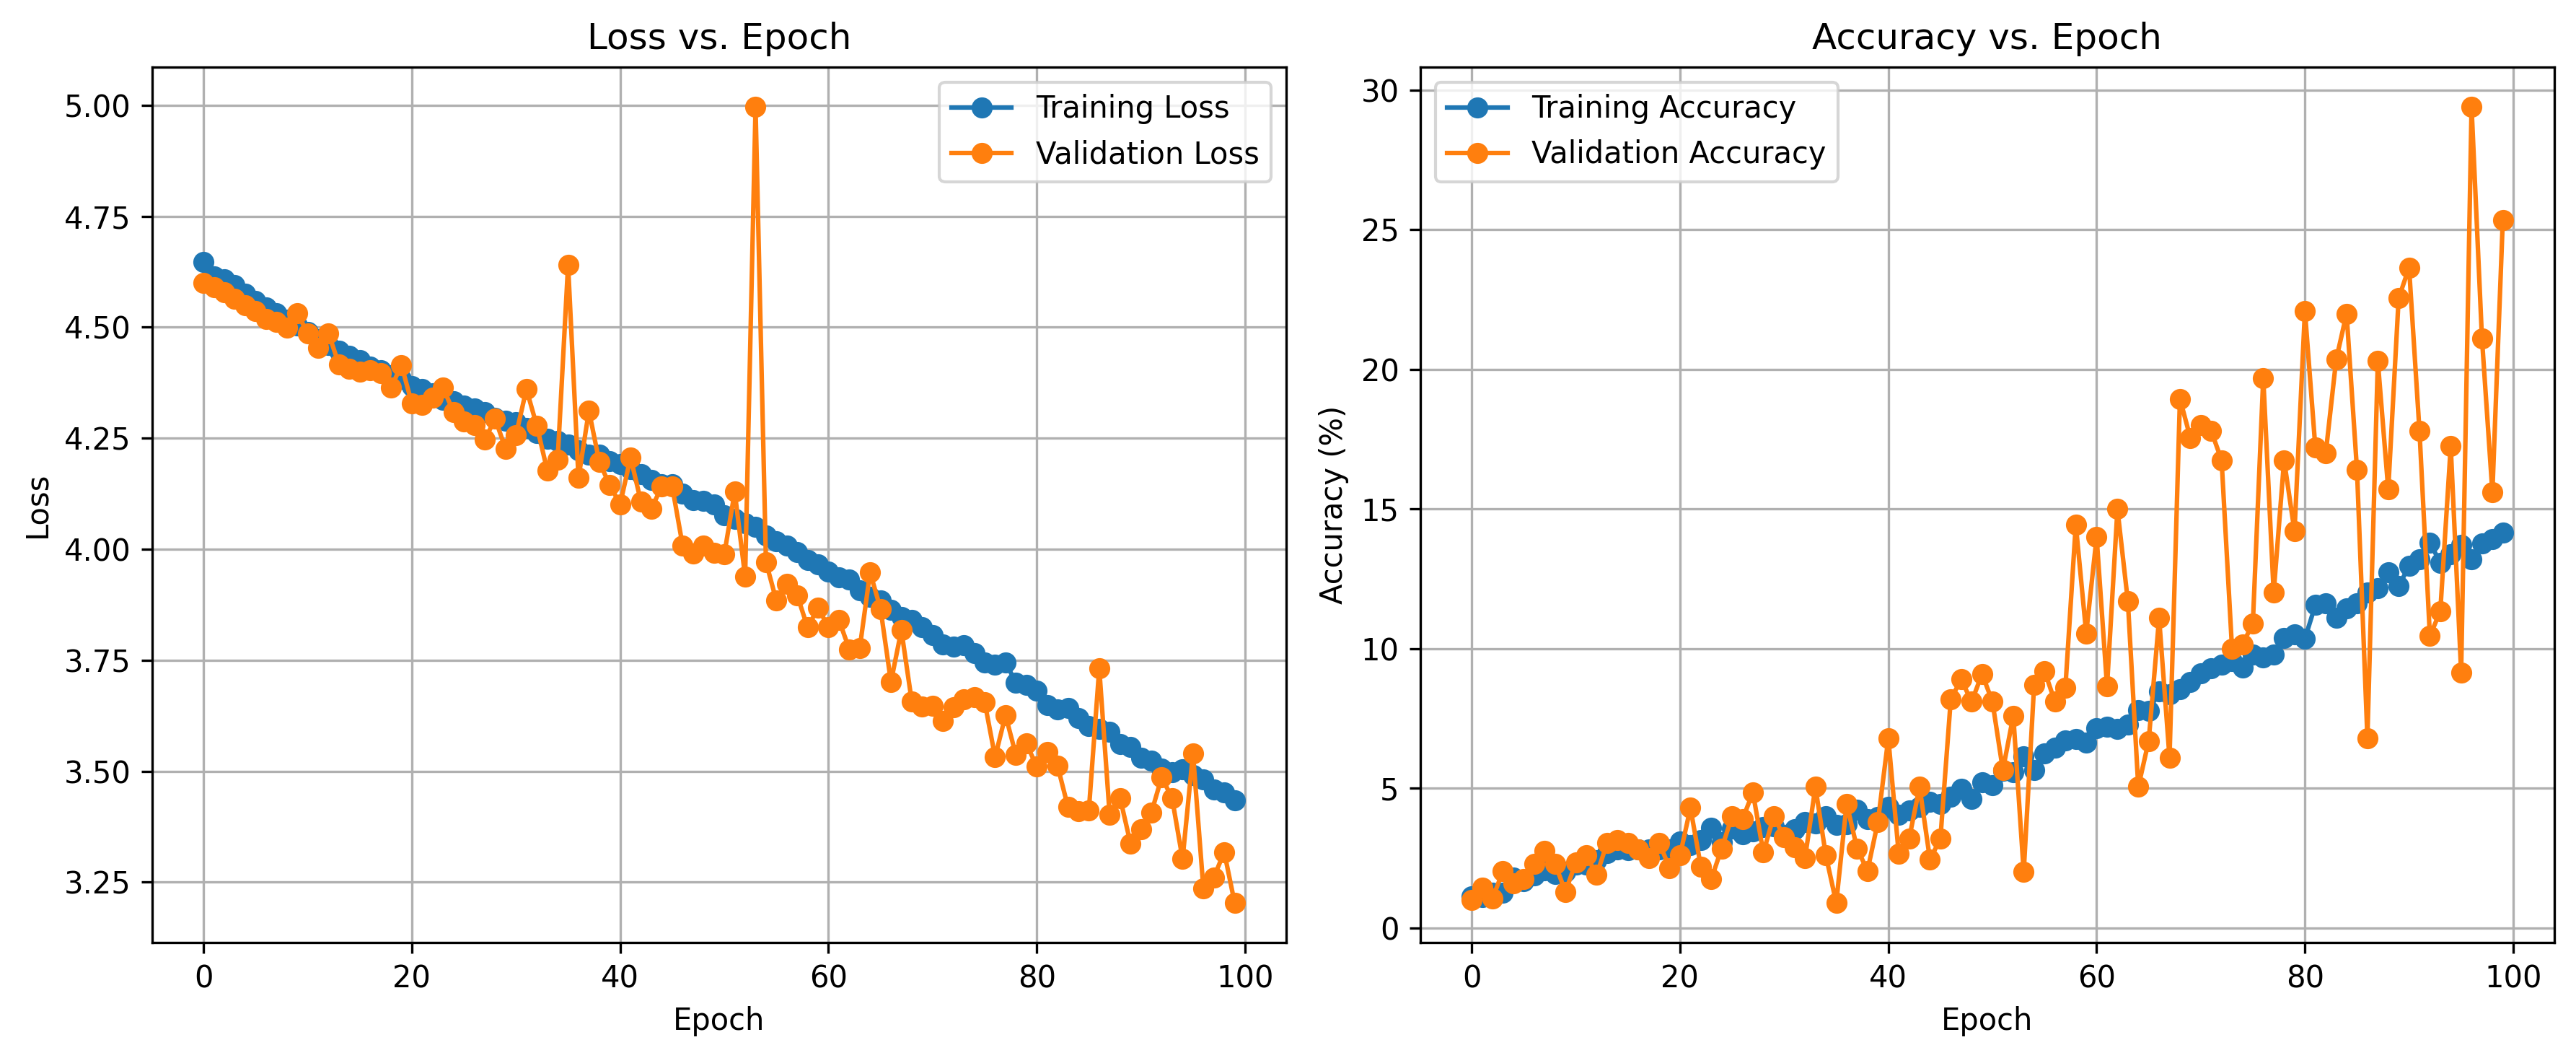 Loss vs. Epoch
5.00
4.75
4.50
4.25
4.00
3.75
3.50
3.25
Loss
0 20 40 60 80 100
Epoch
Training Loss
Validation Loss
Accuracy vs. Epoch
30
25
20
15
10
5
0
Accuracy (%)
0 20 40 60 80 100
Epoch
Training Accuracy
Validation Accuracy